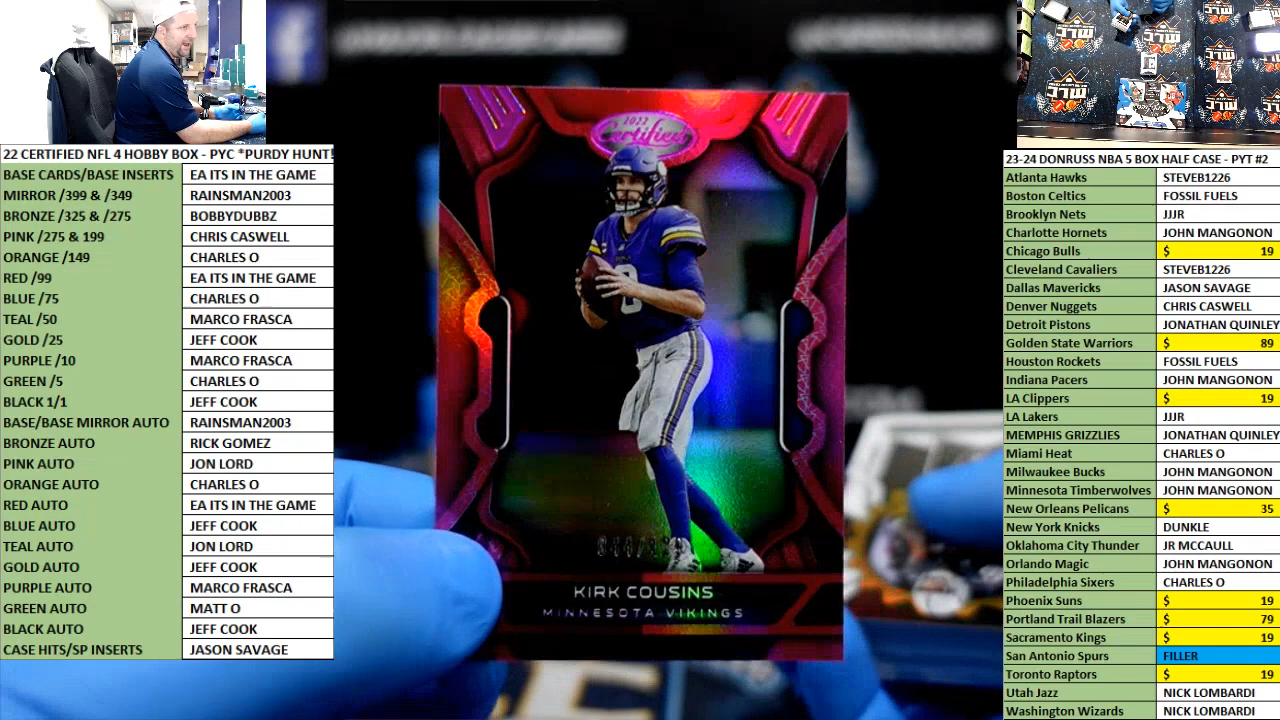 22 CERTIFIED NFL 4 HOBBY BOX - PYC *PURDY HUNT!
BASE CARDS/BASE INSERTS EA ITS IN THE GAME
MIRROR /399 & /349 RAINSMAN2003
BRONZE /325 & /275 BOBBYDUBBZ
PINK /275 & 199 CHRIS CASWELL
ORANGE /149 CHARLES O
RED /99 EA ITS IN THE GAME
BLUE /75 CHARLES O
TEAL /50 MARCO FRASCA
GOLD /25 JEFF COOK
PURPLE /10 MARCO FRASCA
GREEN /5 CHARLES O
BLACK 1/1 JEFF COOK
BASE/BASE MIRROR AUTO RAINSMAN2003
BRONZE AUTO RICK GOMEZ
PINK AUTO JON LORD
ORANGE AUTO CHARLES O
RED AUTO EA ITS IN THE GAME
BLUE AUTO JEFF COOK
TEAL AUTO JON LORD
GOLD AUTO JEFF COOK
PURPLE AUTO MARCO FRASCA
GREEN AUTO MATT O
BLACK AUTO JEFF COOK
CASE HITS/SP INSERTS JASON SAVAGE
2022
Certified
KIRK COUSINS
MINNESOTA VIKINGS
23-24 DONRUSS NBA 5 BOX HALF CASE - PYT #2
Atlanta Hawks STEVEB1226
Boston Celtics FOSSIL FUELS
Brooklyn Nets JJJR
Charlotte Hornets JOHN MANGONON
Chicago Bulls $ 19
Cleveland Cavaliers STEVEB1226
Dallas Mavericks JASON SAVAGE
Denver Nuggets CHRIS CASWELL
Detroit Pistons JONATHAN QUINLEY
Golden State Warriors $ 89
Houston Rockets FOSSIL FUELS
Indiana Pacers JOHN MANGONON
LA Clippers $ 19
LA Lakers JJJR
MEMPHIS GRIZZLIES JONATHAN QUINLEY
Miami Heat CHARLES O
Milwaukee Bucks JOHN MANGONON
Minnesota Timberwolves JOHN MANGONON
New Orleans Pelicans $ 35
New York Knicks DUNKLE
Oklahoma City Thunder JR MCCAULL
Orlando Magic JOHN MANGONON
Philadelphia Sixers CHARLES O
Phoenix Suns $ 19
Portland Trail Blazers $ 79
Sacramento Kings $ 19
San Antonio Spurs FILLER
Toronto Raptors $ 19
Utah Jazz NICK LOMBARDI
Washington Wizards NICK LOMBARDI